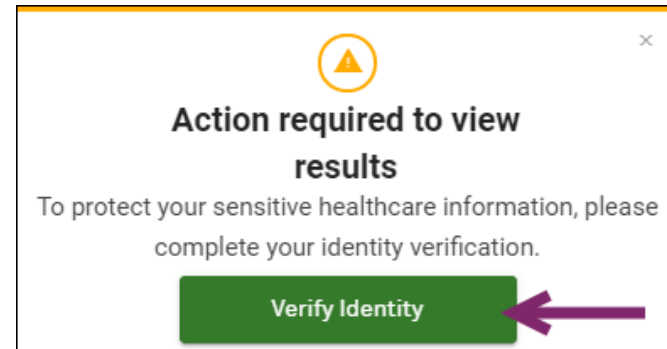 Action required to view
results
To protect your sensitive healthcare information, please
complete your identity verification.
Verify Identity